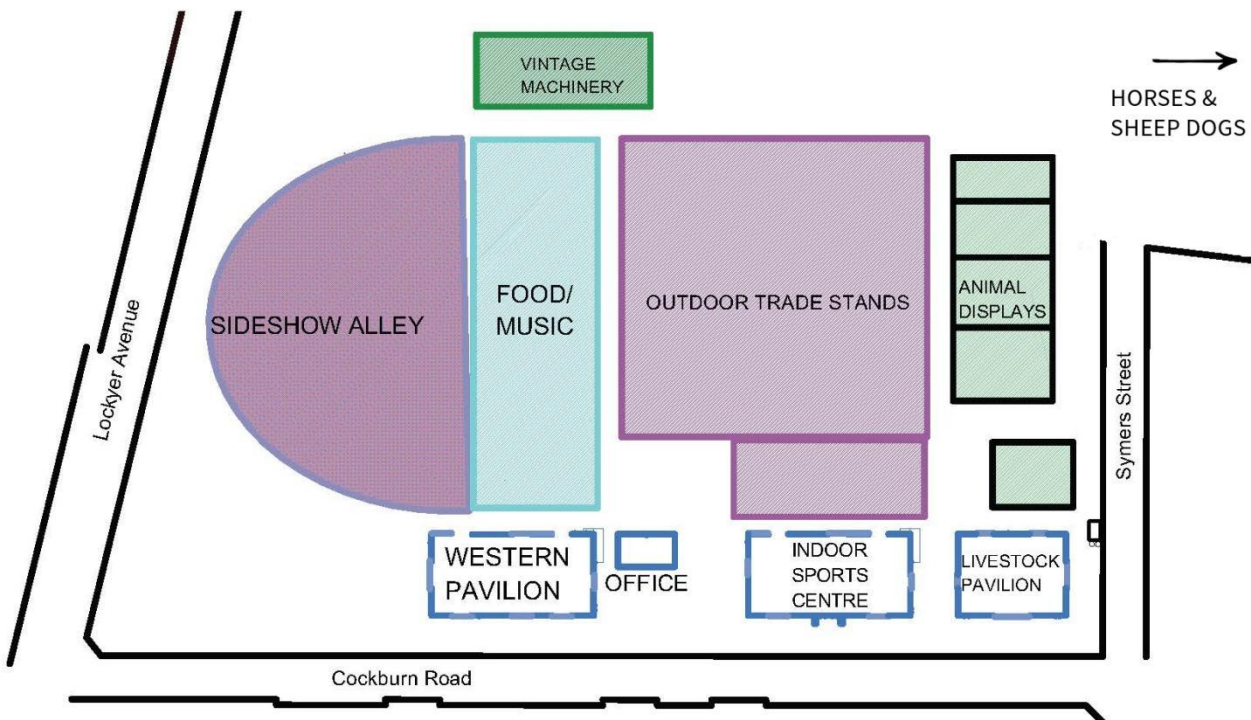 VINTAGE
MACHINERY
HORSES &
SHEEP DOGS
SIDESHOW ALLEY
FOOD/
MUSIC
OUTDOOR TRADE STANDS
ANIMAL
DISPLAYS
Lockyer Avenue
Symers Street
WESTERN
PAVILION
OFFICE
INDOOR
SPORTS
CENTRE
LIVESTOCK
PAVILION
Cockburn Road